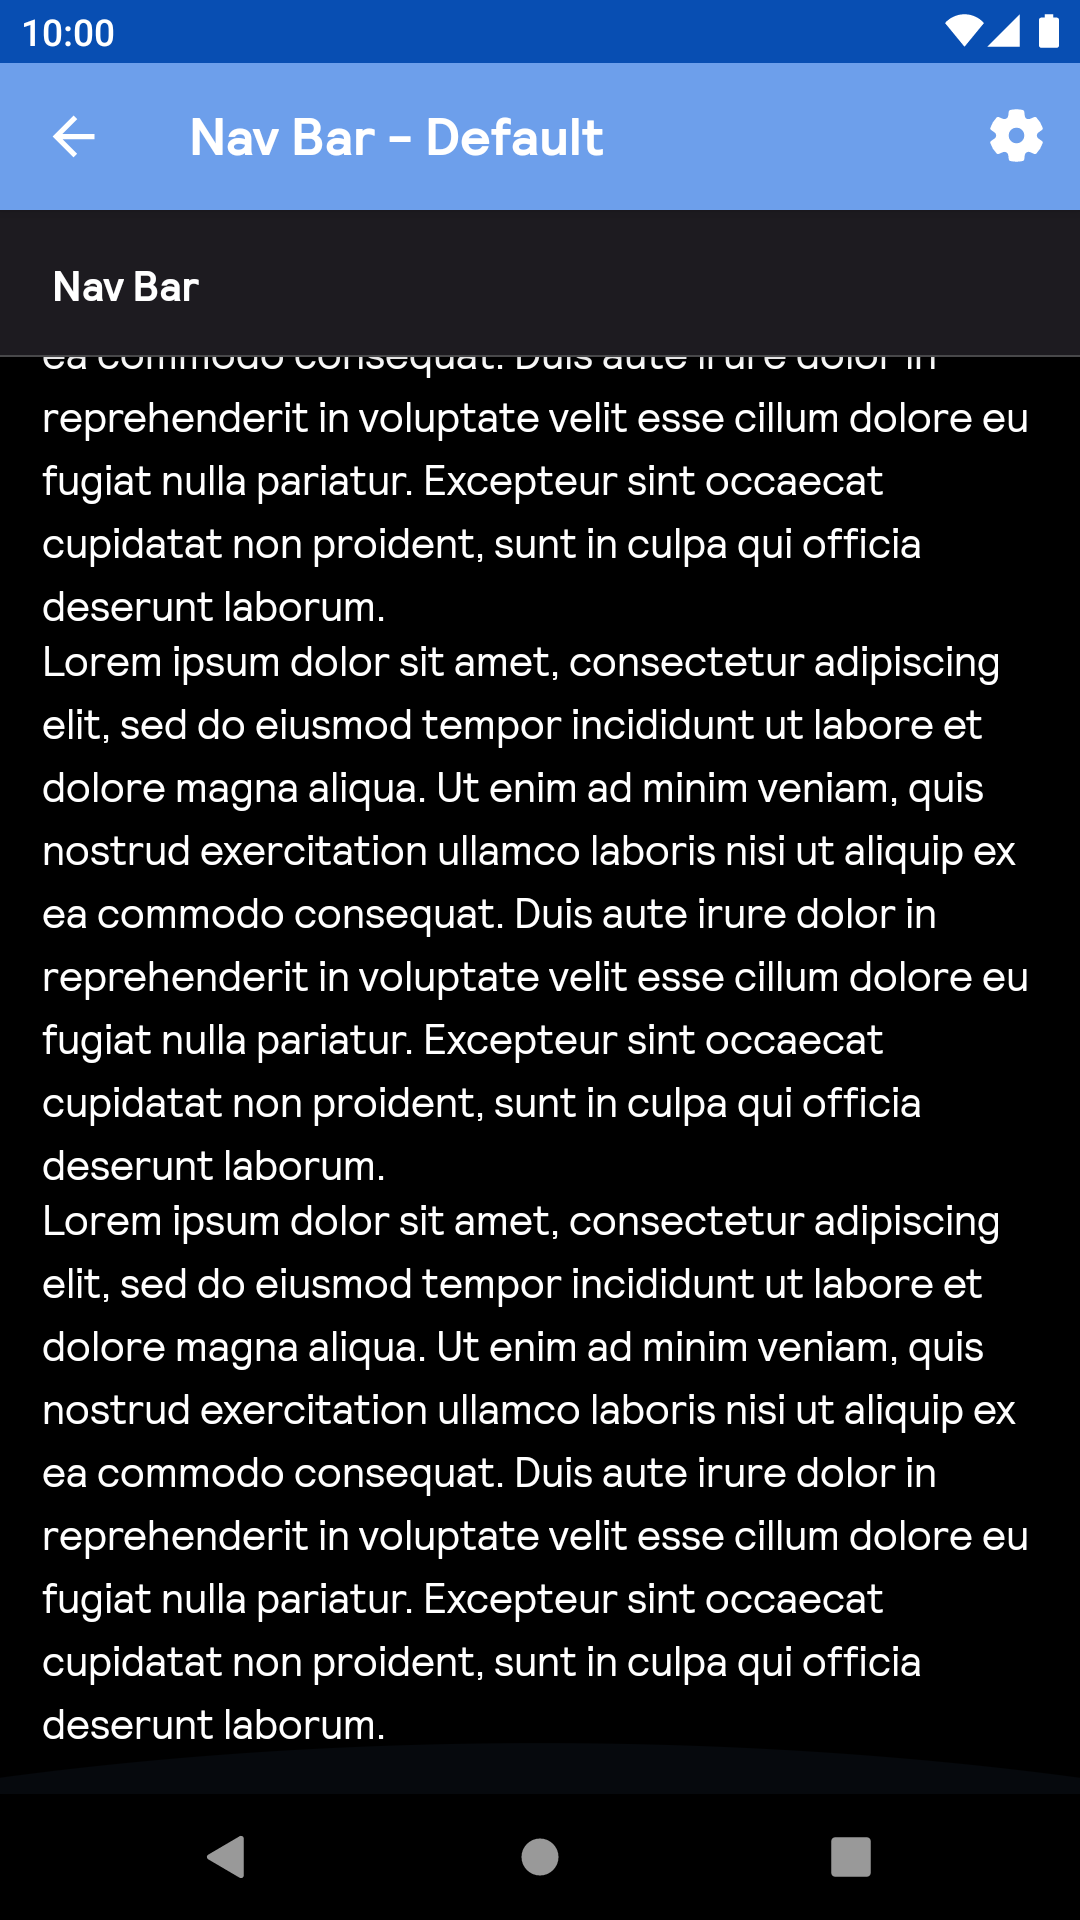 10:00
Nav Bar - Default
Nav Bar
ea commodo consequat. Duis aute irure dolor in
reprehenderit in voluptate velit esse cillum dolore eu
fugiat nulla pariatur. Excepteur sint occaecat
cupidatat non proident, sunt in culpa qui officia
deserunt laborum.
Lorem ipsum dolor sit amet, consectetur adipiscing
elit, sed do eiusmod tempor incididunt ut labore et
dolore magna aliqua. Ut enim ad minim veniam, quis
nostrud exercitation ullamco laboris nisi ut aliquip ex
ea commodo consequat. Duis aute irure dolor in
reprehenderit in voluptate velit esse cillum dolore eu
fugiat nulla pariatur. Excepteur sint occaecat
cupidatat non proident, sunt in culpa qui officia
deserunt laborum.
Lorem ipsum dolor sit amet, consectetur adipiscing
elit, sed do eiusmod tempor incididunt ut labore et
dolore magna aliqua. Ut enim ad minim veniam, quis
nostrud exercitation ullamco laboris nisi ut aliquip ex
ea commodo consequat. Duis aute irure dolor in
reprehenderit in voluptate velit esse cillum dolore eu
fugiat nulla pariatur. Excepteur sint occaecat
cupidatat non proident, sunt in culpa qui officia
deserunt laborum.